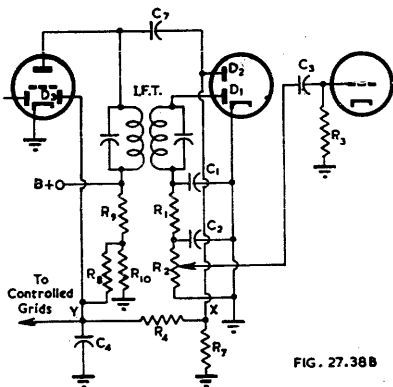 C7
D3
I.F.T.
D2
D1
C3
R3
B+
C1
R9
R1
C2
R8
R10
R2
To
Controlled
Grids
Y
R4
X
C4
R7
FIG. 27.38B